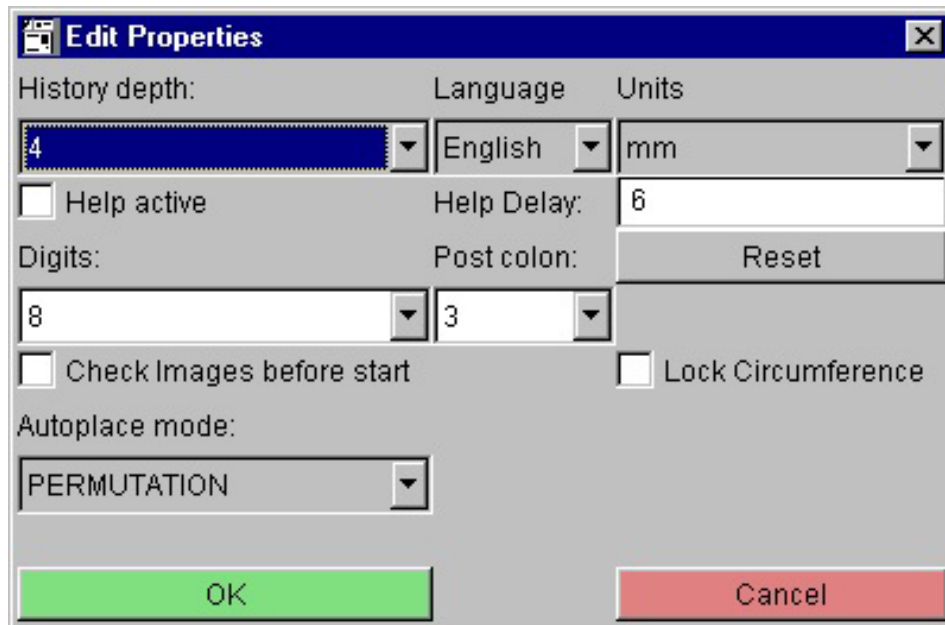 Edit Properties
History depth: Language Units
4 English mm
Help active Help Delay: 6
Digits: Post colon: Reset
8 3
Check Images before start Lock Circumference
Autoplace mode:
PERMUTATION
OK Cancel